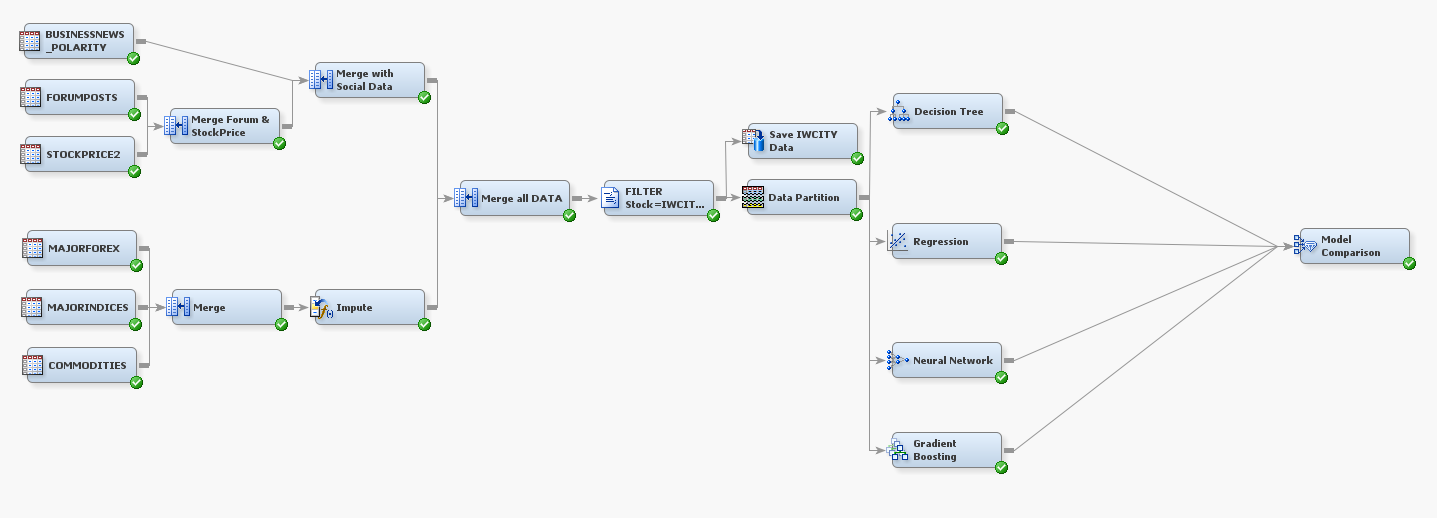 BUSINESSNEWS
_POLARITY
FORUMPOSTS
STOCKPRICE2
Merge Forum &
StockPrice
Merge with
Social Data
MAJORFOREX
MAJORINDICES
COMMODITIES
Merge
Impute
Merge all DATA
FILTER
Stock=IWCIT...
Save IWCITY
Data
Data Partition
Decision Tree
Regression
Neural Network
Gradient
Boosting
Model
Comparison